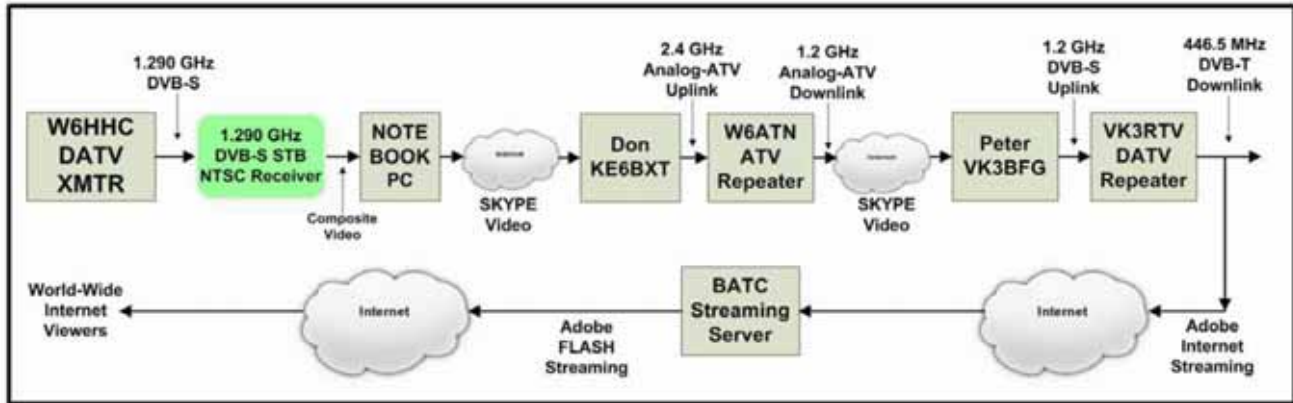 1.290 GHz
DVB-S
W6HHC
DATV
XMTR
1.290 GHz
DVB-S STB
NTSC Receiver
Composite
Video
NOTE
BOOK
PC
Internet
SKYPE
Video
Don
KE6BXT
2.4 GHz
Analog-ATV
Uplink
W6ATN
ATV
Repeater
1.2 GHz
Analog-ATV
Downlink
Internet
SKYPE
Video
Peter
VK3BFG
1.2 GHz
DVB-S
Uplink
VK3RTV
DATV
Repeater
446.5 MHz
DVB-T
Downlink
World-Wide
Internet
Viewers
Internet
Adobe
FLASH
Streaming
BATC
Streaming
Server
Internet
Adobe
Internet
Streaming